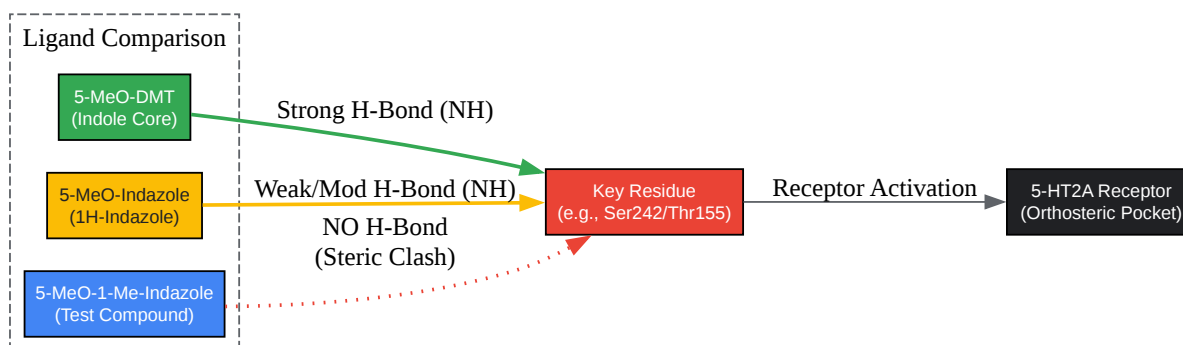 Ligand Comparison
5-MeO-DMT
(Indole Core)
Strong H-Bond (NH)
5-MeO-Indazole
(1H-Indazole)
Weak/Mod H-Bond (NH)
NO H-Bond
(Steric Clash)
5-MeO-1-Me-Indazole
(Test Compound)
Key Residue
(e.g., Ser242/Thr155)
Receptor Activation
5-HT2A Receptor
(Orthosteric Pocket)